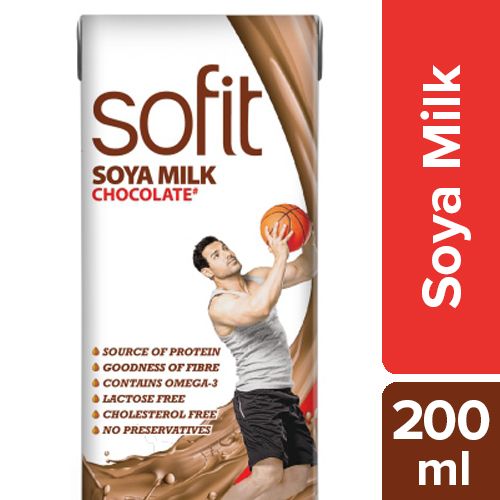 sofit
SOYA MILK
CHOCOLATE#
SOURCE OF PROTEIN
GOODNESS OF FIBRE
CONTAINS OMEGA-3
LACTOSE FREE
CHOLESTEROL FREE
NO PRESERVATIVES
Soya Milk
200
ml